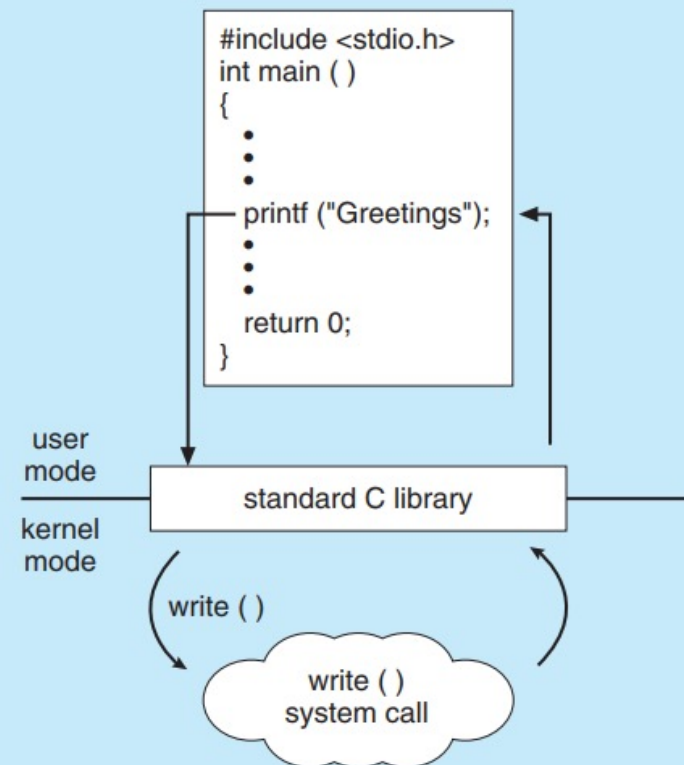 #include <stdio.h>
int main ( )
{
•
•
•
printf ("Greetings");
•
•
•
return 0;
}
user
mode
standard C library
kernel
mode
write ( )
write ( )
system call